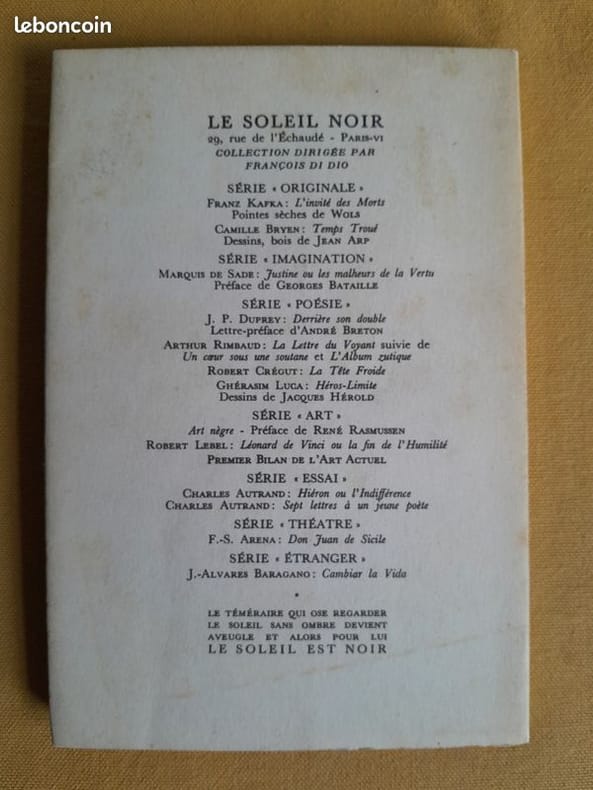 leboncoin
LE SOLEIL NOIR
29, rue de l'Échaudé - PARIS-VI
COLLECTION DIRIGÉE PAR
FRANÇOIS DI DIO
SÉRIE « ORIGINALE »
FRANZ KAFKA : L'invité des Morts
Pointes sèches de WOLS
CAMILLE BRYEN : Temps Troué
Dessins, bois de JEAN ARP
SÉRIE « IMAGINATION »
MARQUIS DE SADE : Justine ou les malheurs de la Vertu
Préface de GEORGES BATAILLE
SÉRIE « POÉSIE »
J. P. DUPREY : Derrière son double
Lettre-préface d'ANDRÉ BRETON
ARTHUR RIMBAUD : La Lettre du Voyant suivie de
Un cœur sous une soutane et L'Album zutique
ROBERT CRÉGUT : La Tête Froide
GHÉRASIM LUCA : Héros-Limite
Dessins de JACQUES HÉROLD
SÉRIE « ART »
Art nègre - Préface de RENÉ RASMUSSEN
ROBERT LEBEL : Léonard de Vinci ou la fin de l'Humilité
PREMIER BILAN DE L'ART ACTUEL
SÉRIE « ESSAI »
CHARLES AUTRAND : Hiéron ou l'Indifférence
CHARLES AUTRAND : Sept lettres à un jeune poète
SÉRIE « THÉATRE »
F.-S. ARENA : Don Juan de Sicile
SÉRIE « ÉTRANGER »
J.-ALVARES BARAGANO : Cambiar la Vida
*
LE TÉMÉRAIRE QUI OSE REGARDER
LE SOLEIL SANS OMBRE DEVIENT
AVEUGLE ET ALORS POUR LUI
LE SOLEIL EST NOIR